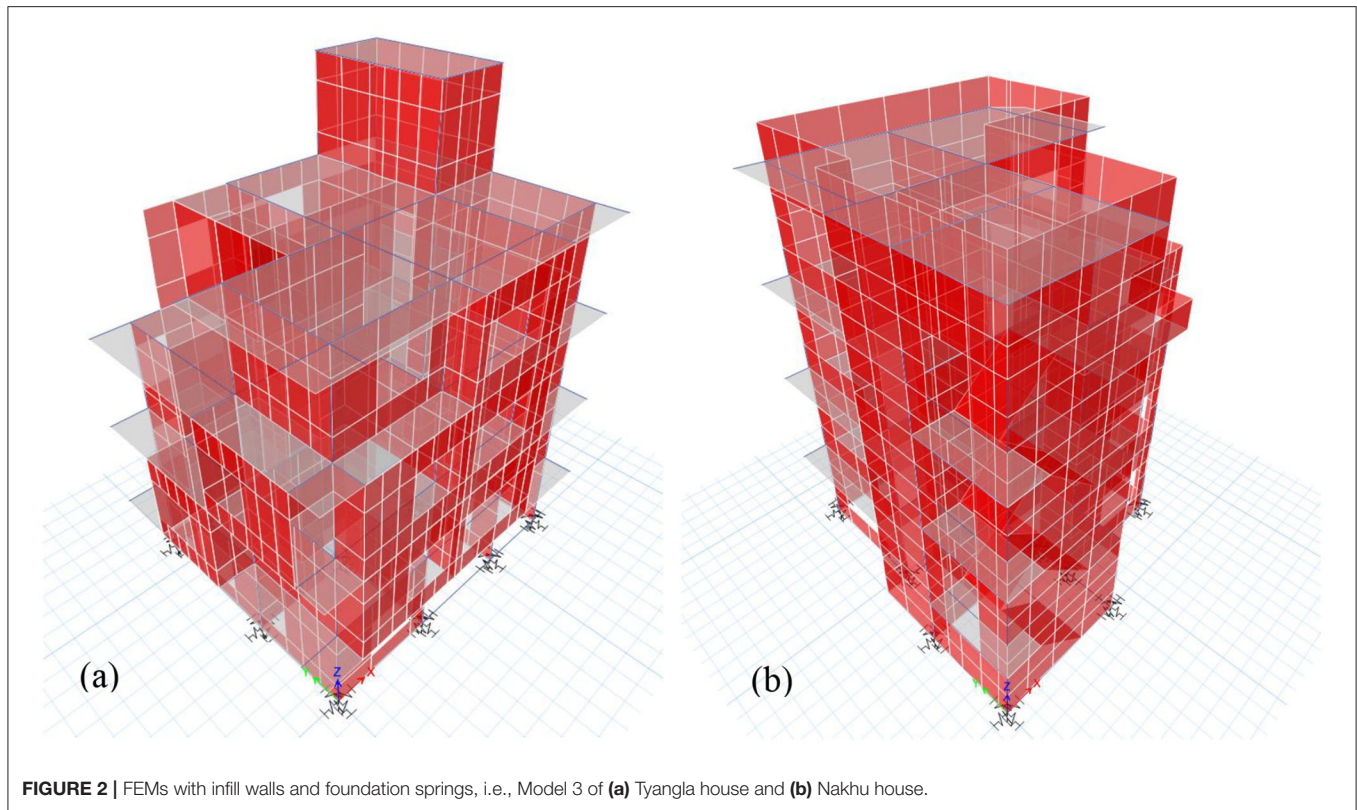 (a)
Y
Z
X
(b)
Y
Z
X
FIGURE 2 | FEMs with infill walls and foundation springs, i.e., Model 3 of (a) Tyangla house and (b) Nakhu house.